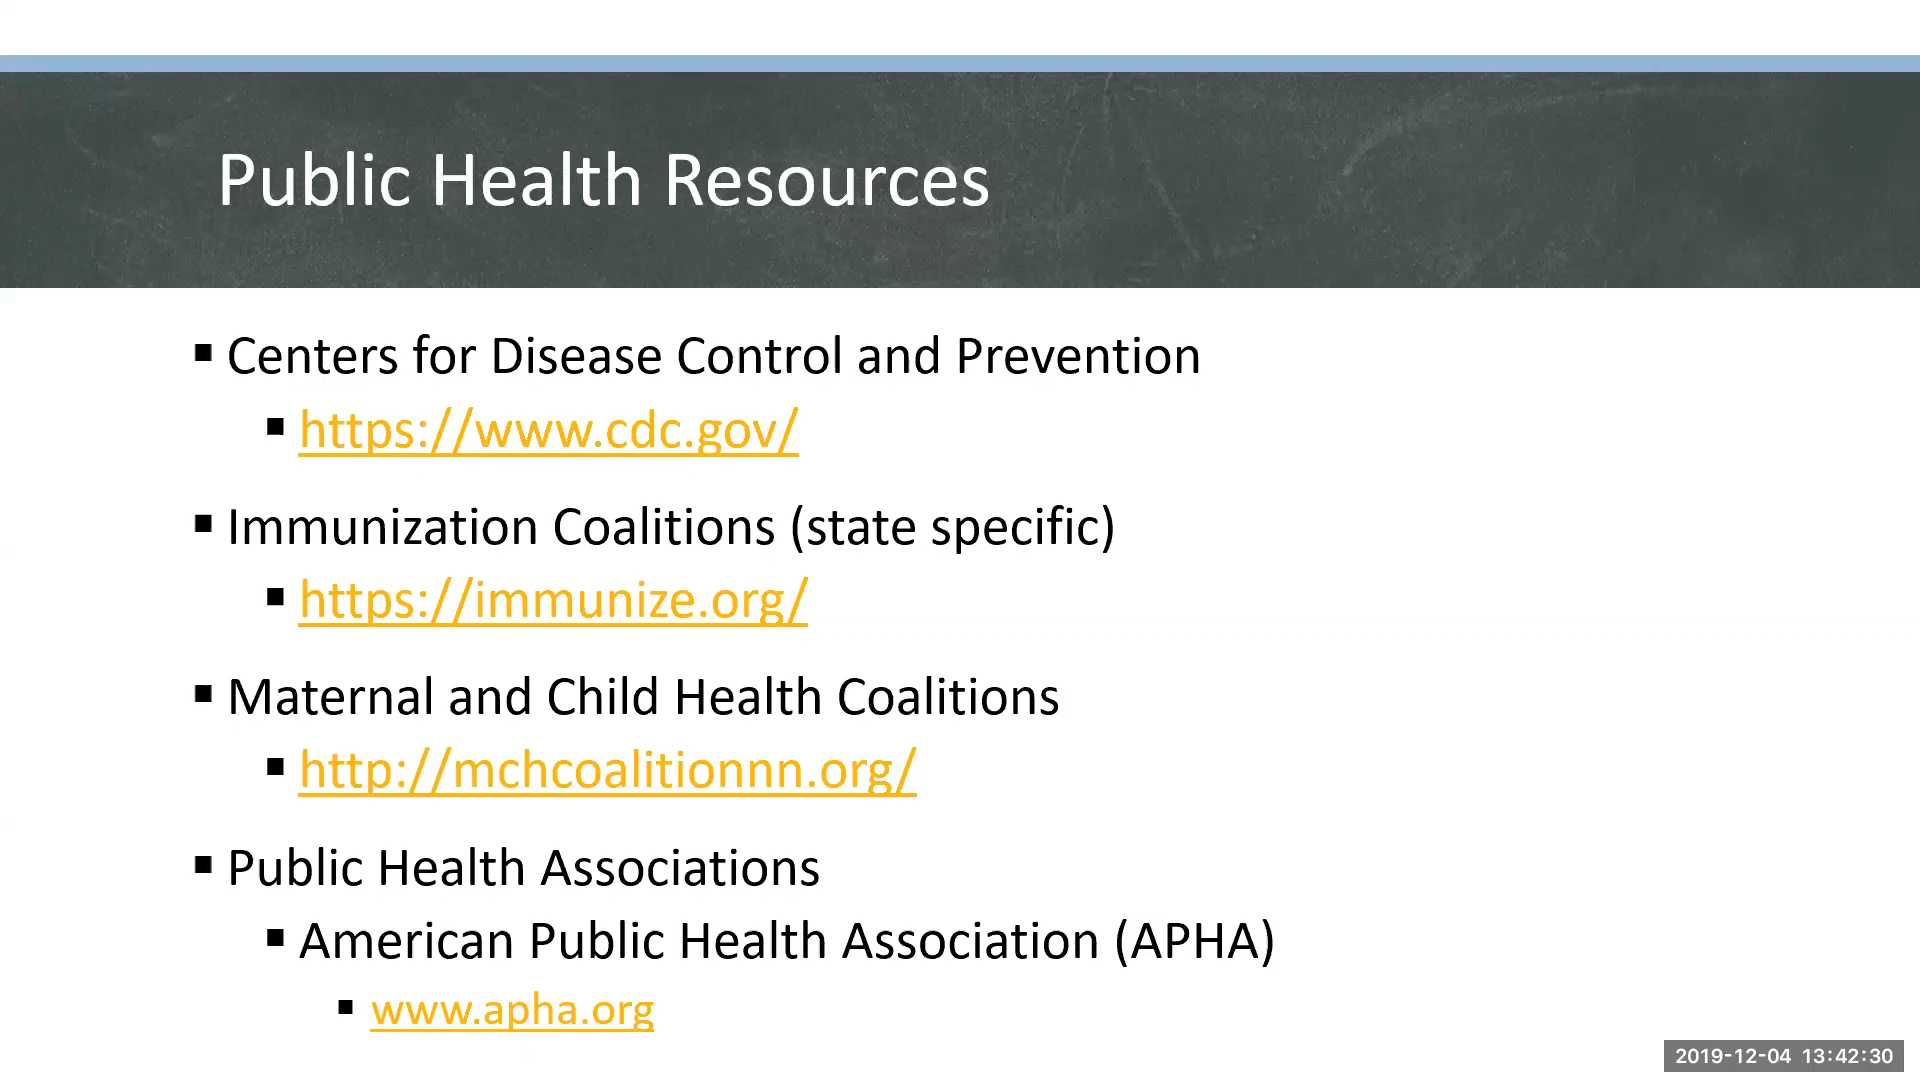 Public Health Resources
Centers for Disease Control and Prevention
https://www.cdc.gov/
Immunization Coalitions (state specific)
https://immunize.org/
Maternal and Child Health Coalitions
http://mchcoalitionnn.org/
Public Health Associations
American Public Health Association (APHA)
www.apha.org
2019-12-04 13:42:30